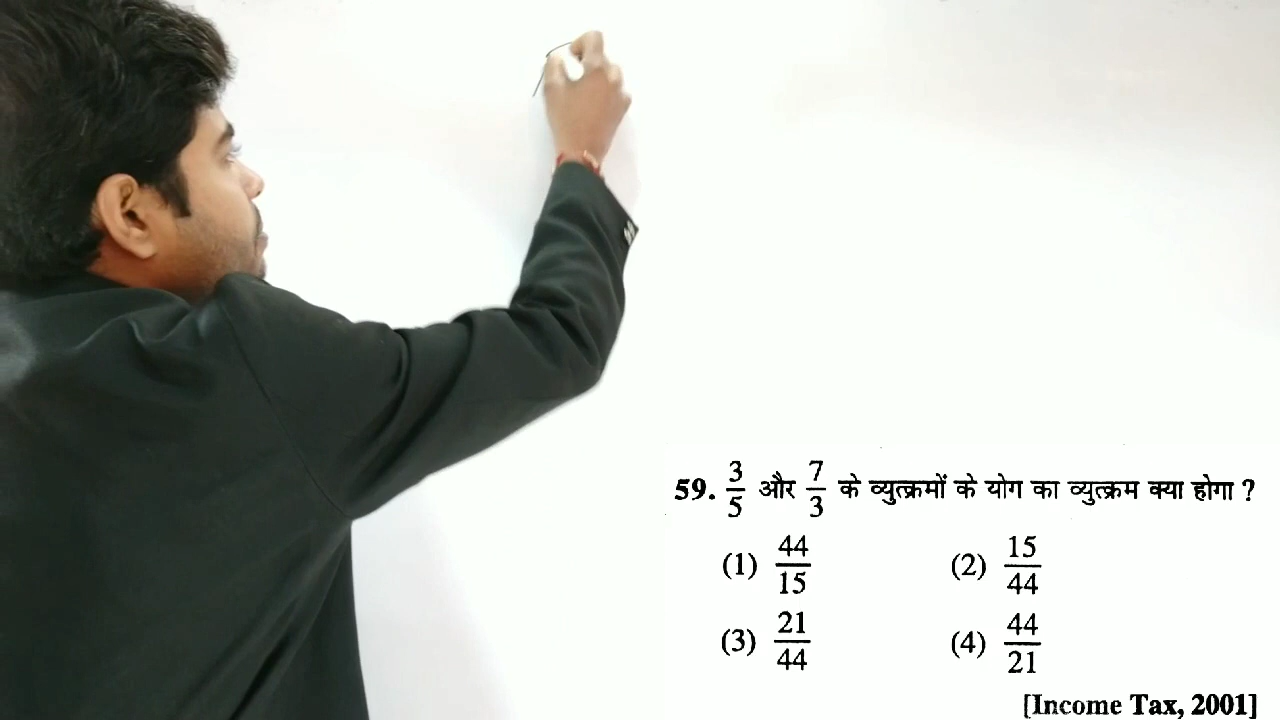 59. 3/5 और 7/3 के व्युत्क्रमों के योग का व्युत्क्रम क्या होगा ?
(1) 44/15 (2) 15/44
(3) 21/44 (4) 44/21
[Income Tax, 2001]